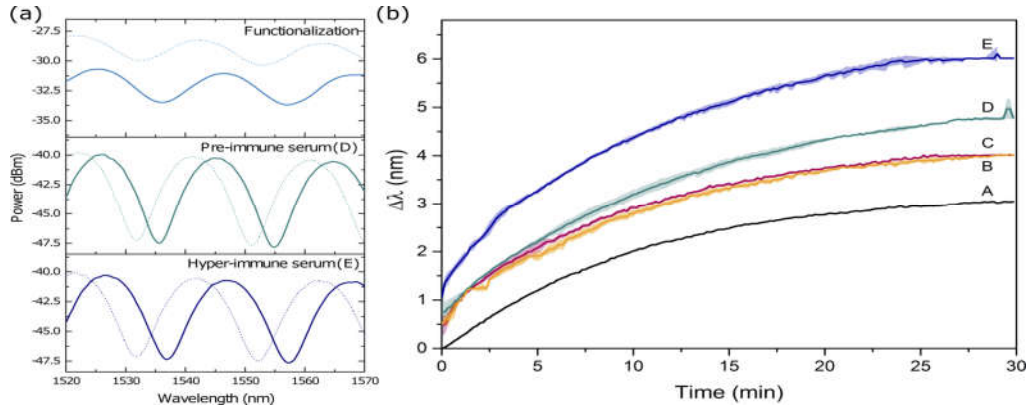 (a)
Functionalization
-27.5
-30.0
-32.5
-35.0
Pre-immune serum(D)
-40.0
-42.5
-45.0
-47.5
Hyper-immune serum(E)
-40.0
-42.5
-45.0
-47.5
1520 1530 1540 1550 1560 1570
Wavelength (nm)
Power (dBm)
(b)
6
5
4
3
2
1
0
Δλ (nm)
E
D
C
B
A
0 5 10 15 20 25 30
Time (min)